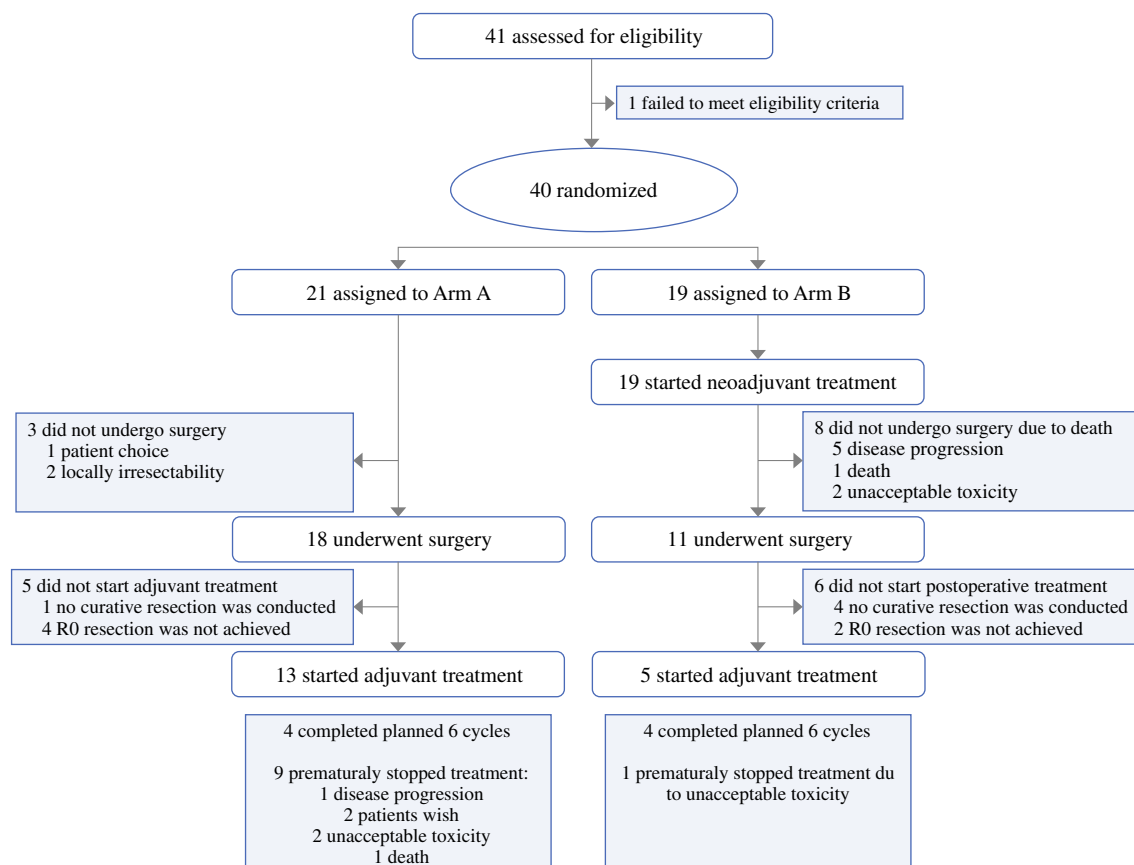 41 assessed for eligibility
1 failed to meet eligibility criteria
40 randomized
21 assigned to Arm A
19 assigned to Arm B
19 started neoadjuvant treatment
3 did not undergo surgery
1 patient choice
2 locally irresectability
8 did not undergo surgery due to death
5 disease progression
1 death
2 unacceptable toxicity
18 underwent surgery
11 underwent surgery
5 did not start adjuvant treatment
1 no curative resection was conducted
4 R0 resection was not achieved
6 did not start postoperative treatment
4 no curative resection was conducted
2 R0 resection was not achieved
13 started adjuvant treatment
5 started adjuvant treatment
4 completed planned 6 cycles
9 prematuraly stopped treatment:
1 disease progression
2 patients wish
2 unacceptable toxicity
1 death
4 completed planned 6 cycles
1 prematuraly stopped treatment du
to unacceptable toxicity